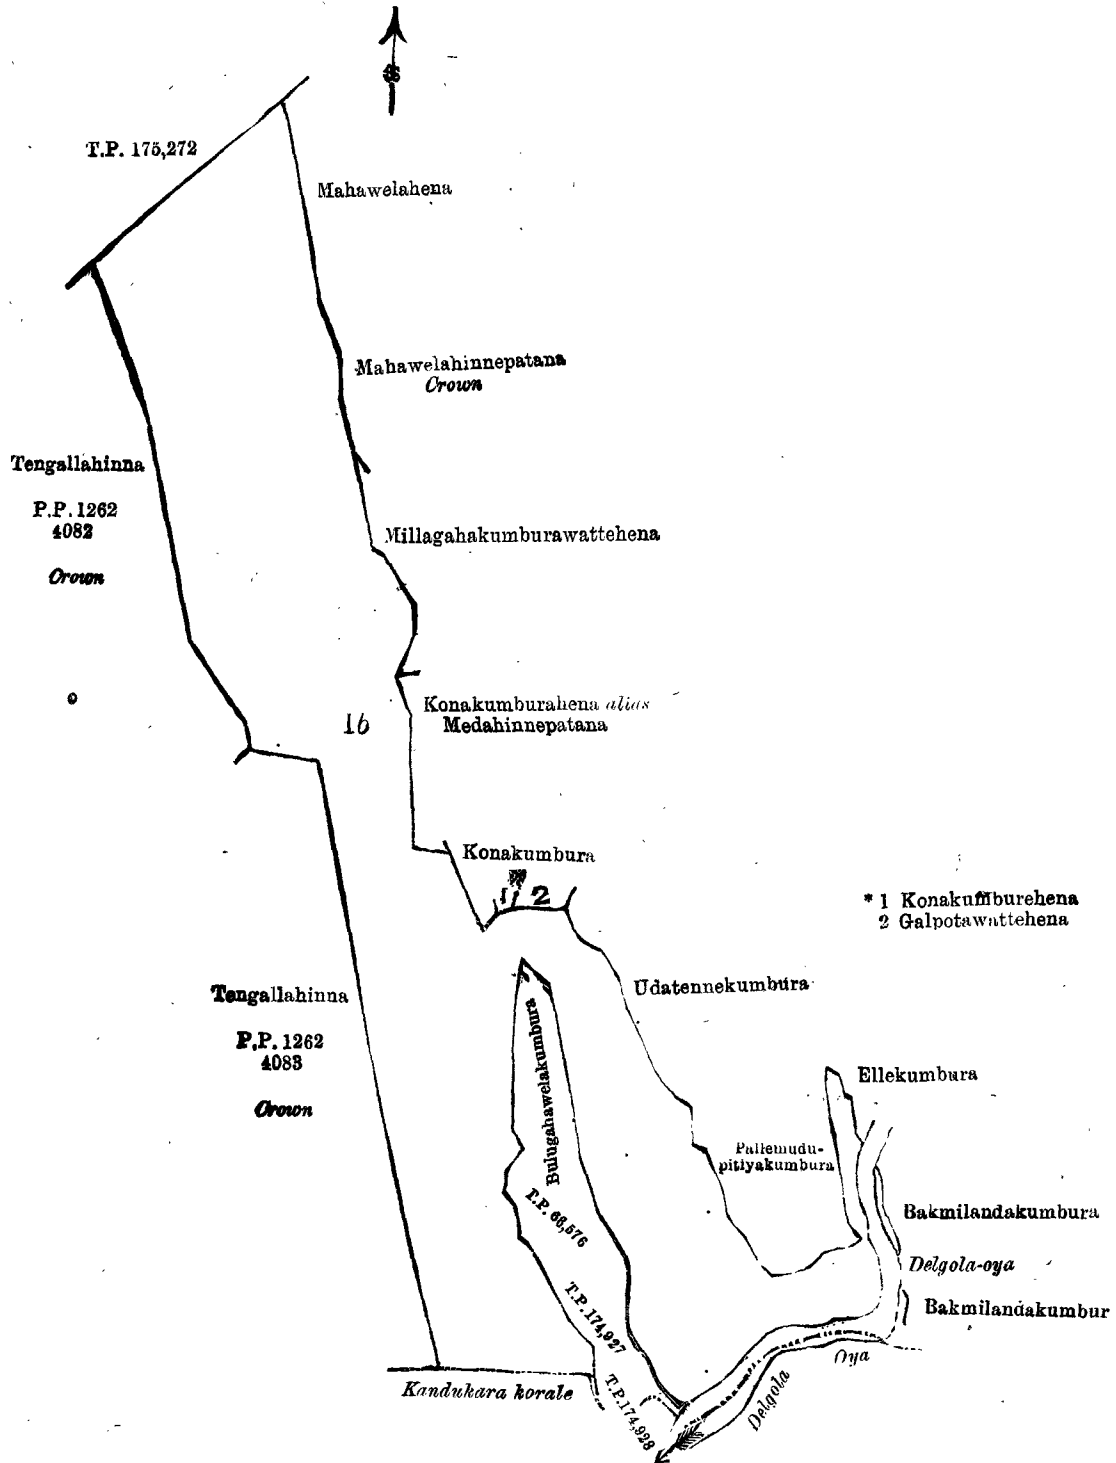 T.P. 175,272
Mahawelahena
Mahawelahinnepatana
Crown
Tengallahinna
P.P. 1262
4082
Crown
Millagahakumburawattehena
16
Konakumburahena alias
Medahinnepatana
Konakumbura
1 2
* 1 Konakumburehena
2 Galpotawattehena
Udatennekumbura
Tengallahinna
P.P. 1262
4083
Crown
Bulugahawelakumbura
Ellekumbura
Pallemudu-
pitiyakumbura
T.P. 66,576
Bakmilandakumbura
Delgola-oya
Bakmilandakumbur
T.P. 174,927
Delgola Oya
Kandukara korale
T.P. 174,928